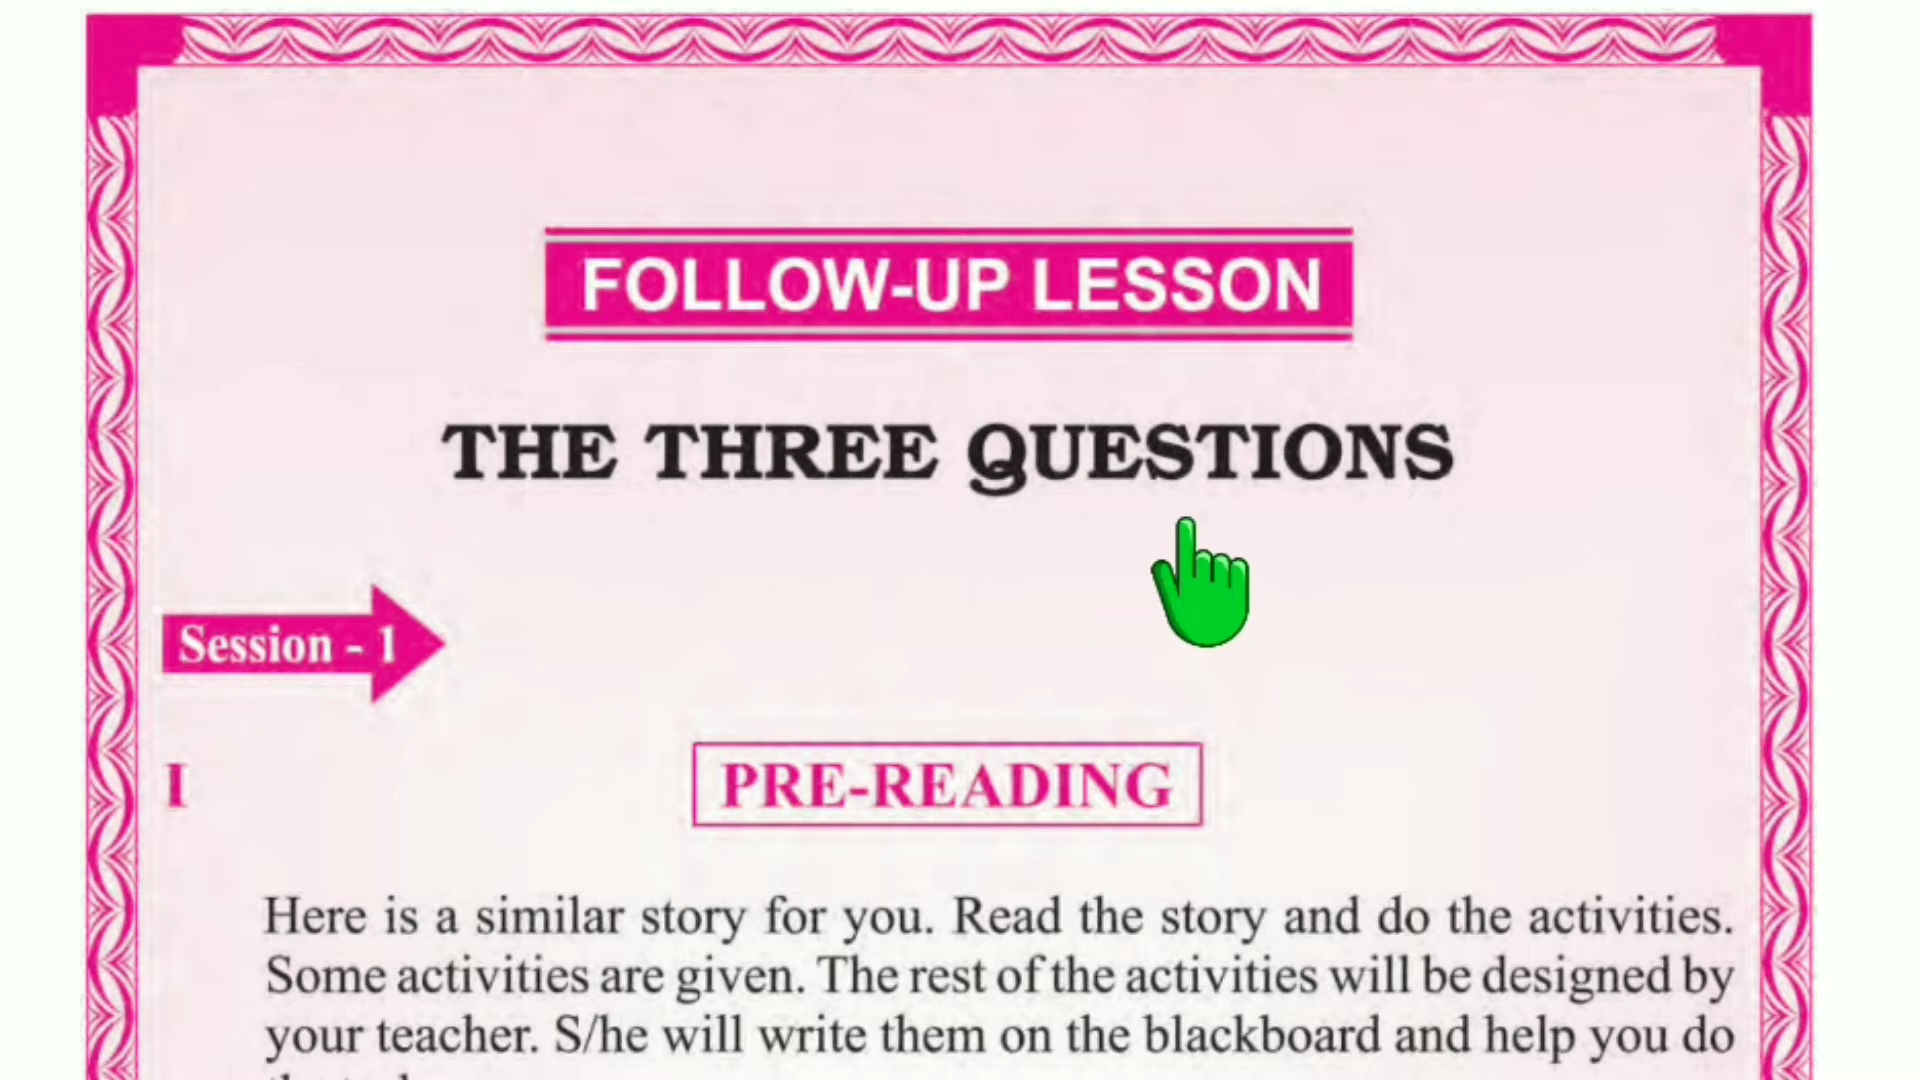 FOLLOW-UP LESSON
THE THREE QUESTIONS
Session - 1
I
PRE-READING
Here is a similar story for you. Read the story and do the activities.
Some activities are given. The rest of the activities will be designed by
your teacher. S/he will write them on the blackboard and help you do